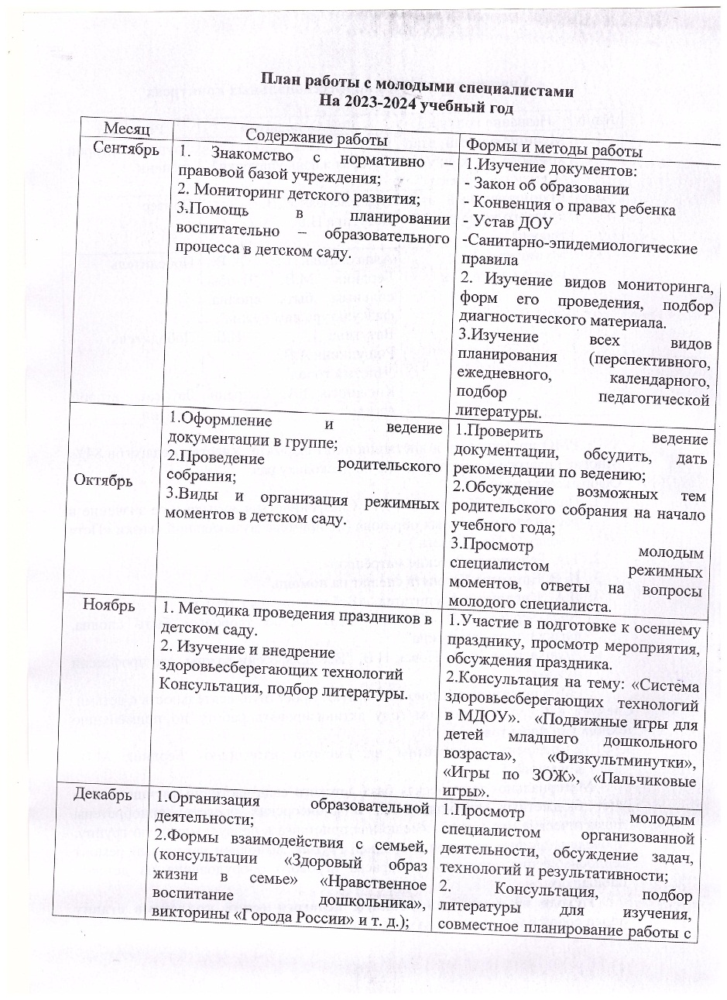 План работы с молодыми специалистами
На 2023-2024 учебный год
Месяц
Содержание работы
Формы и методы работы
Сентябрь
1. Знакомство с нормативно –
правовой базой учреждения;
2. Мониторинг детского развития;
3.Помощь в планировании
воспитательно – образовательного
процесса в детском саду.
1.Изучение документов:
- Закон об образовании
- Конвенция о правах ребенка
- Устав ДОУ
-Санитарно-эпидемиологические
правила
2. Изучение видов мониторинга,
форм его проведения, подбор
диагностического материала.
3.Изучение всех видов
планирования (перспективного,
ежедневного, календарного,
подбор педагогической
литературы.
Октябрь
1.Оформление и ведение
документации в группе;
2.Проведение родительского
собрания;
3.Виды и организация режимных
моментов в детском саду.
1.Проверить ведение
документации, обсудить, дать
рекомендации по ведению;
2.Обсуждение возможных тем
родительского собрания на начало
учебного года;
3.Просмотр молодым
специалистом режимных
моментов, ответы на вопросы
молодого специалиста.
Ноябрь
1. Методика проведения праздников в
детском саду.
2. Изучение и внедрение
здоровьесберегающих технологий
Консультация, подбор литературы.
1.Участие в подготовке к осеннему
празднику, просмотр мероприятия,
обсуждения праздника.
2.Консультация на тему: «Система
здоровьесберегающих технологий
в МДОУ». «Подвижные игры для
детей младшего дошкольного
возраста», «Физкультминутки»,
«Игры по ЗОЖ», «Пальчиковые
игры».
Декабрь
1.Организация образовательной
деятельности;
2.Формы взаимодействия с семьей,
(консультации «Здоровый образ
жизни в семье» «Нравственное
воспитание дошкольника»,
викторины «Города России» и т. д.);
1.Просмотр молодым
специалистом организованной
деятельности, обсуждение задач,
технологий и результативности;
2. Консультация, подбор
литературы для изучения,
совместное планирование работы с